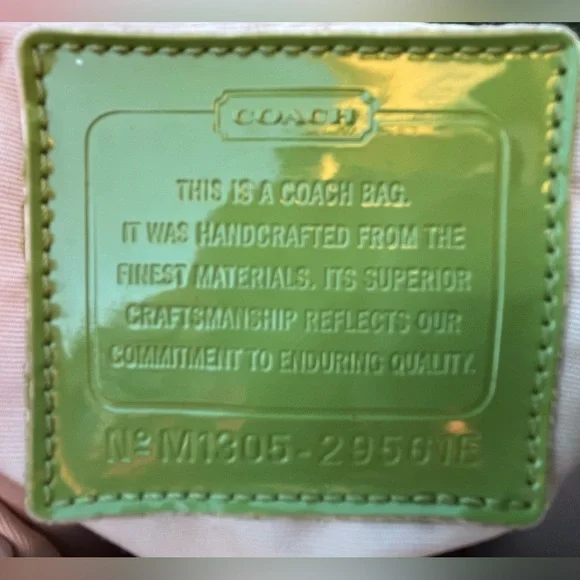 COACH
THIS IS A COACH BAG.
IT WAS HANDCRAFTED FROM THE
FINEST MATERIALS. ITS SUPERIOR
CRAFTSMANSHIP REFLECTS OUR
COMMITMENT TO ENDURING QUALITY.
Nº M1305-29561E